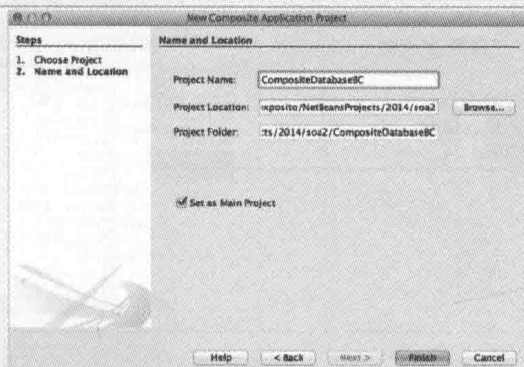 New Composite Application Project
Steps
1. Choose Project
2. Name and Location
Name and Location
Project Name: CompositeDatabaseBC
Project Location: mposito/NetBeansProjects/2014/soa2 Browse...
Project Folder: :ts/2014/soa2/CompositeDatabaseBC
Set as Main Project
Help < Back Next > Finish Cancel